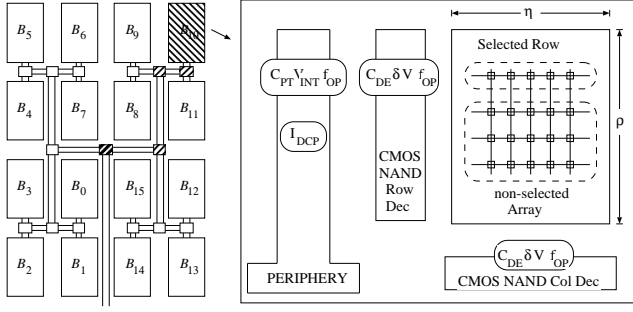 B5 B6 B9 B10
B4 B7 B8 B11
B3 B0 B15 B12
B2 B1 B14 B13
η
ρ
C_PT V_INT f_OP
I_DCP
PERIPHERY
C_DE δV f_OP
CMOS
NAND
Row
Dec
Selected Row
non-selected
Array
C_DE δV f_OP
CMOS NAND Col Dec